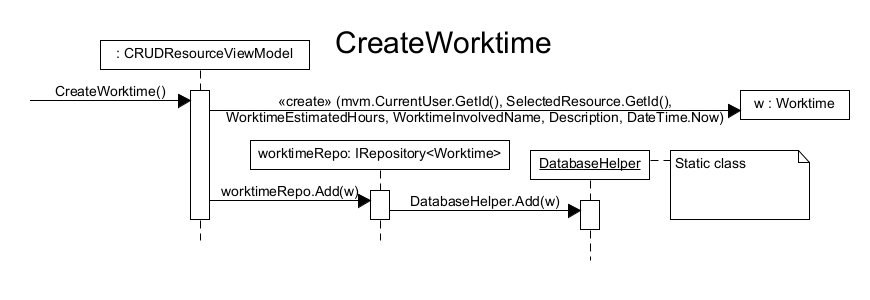 CreateWorktime
: CRUDResourceViewModel
CreateWorktime()
«create» (mvm.CurrentUser.GetId(), SelectedResource.GetId(),
WorktimeEstimatedHours, WorktimeInvolvedName, Description, DateTime.Now)
w : Worktime
worktimeRepo: IRepository<Worktime>
DatabaseHelper
Static class
worktimeRepo.Add(w)
DatabaseHelper.Add(w)